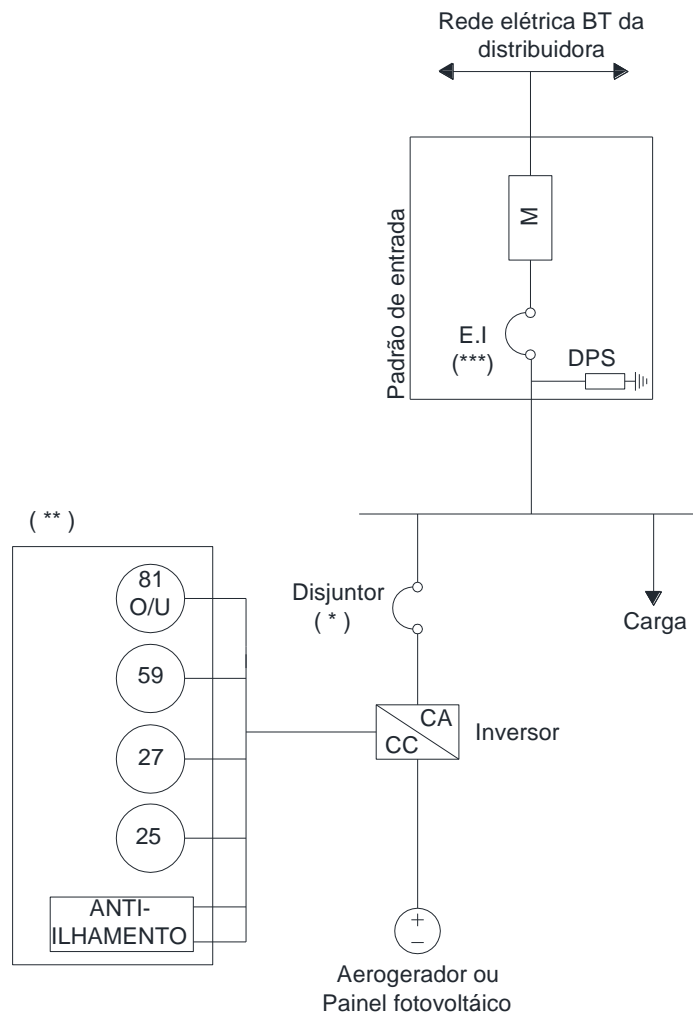 Rede elétrica BT da
distribuidora
Padrão de entrada
M
E.I
(***)
DPS
( ** )
81
O/U
59
27
25
ANTI-
ILHAMENTO
Disjuntor
( * )
Carga
CA
CC
Inversor
+
−
Aerogerador ou
Painel fotovoltáico